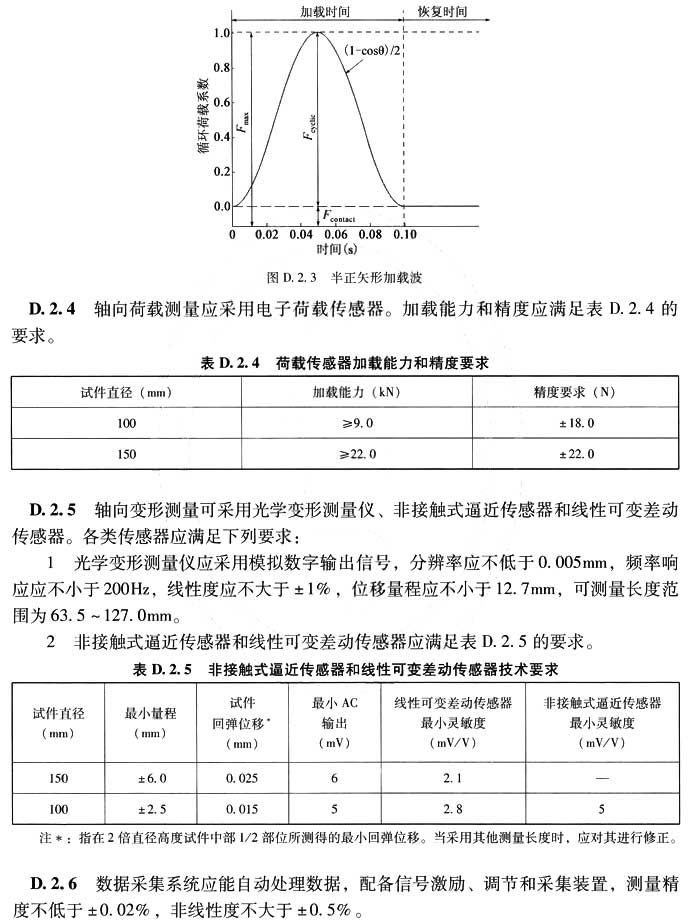 加载时间 恢复时间
1.0
(1-cosθ)/2
0.8
0.6
循环荷载系数
Fmax
Fcyclic
0.4
0.2
0.0
Fcontact
0 0.02 0.04 0.06 0.08 0.10
时间(s)
图 D.2.3 半正矢形加载波
D.2.4 轴向荷载测量应采用电子荷载传感器。加载能力和精度应满足表 D.2.4 的
要求。
表 D.2.4 荷载传感器加载能力和精度要求
试件直径（mm） 加载能力（kN） 精度要求（N）
100 ≥9.0 ±18.0
150 ≥22.0 ±22.0
D.2.5 轴向变形测量可采用光学变形测量仪、非接触式逼近传感器和线性可变差动
传感器。各类传感器应满足下列要求：
1 光学变形测量仪应采用模拟数字输出信号，分辨率应不低于 0.005mm，频率响
应应不小于 200Hz，线性度应不大于 ±1%，位移量程应不小于 12.7mm，可测量长度范
围为 63.5 ~ 127.0mm。
2 非接触式逼近传感器和线性可变差动传感器应满足表 D.2.5 的要求。
表 D.2.5 非接触式逼近传感器和线性可变差动传感器技术要求
试件直径（mm） 最小量程（mm） 试件回弹位移*（mm） 最小 AC 输出（mV） 线性可变差动传感器最小灵敏度（mV/V） 非接触式逼近传感器最小灵敏度（mV/V）
150 ±6.0 0.025 6 2.1 —
100 ±2.5 0.015 5 2.8 5
注 *：指在 2 倍直径高度试件中部 1/2 部位所测得的最小回弹位移。当采用其他测量长度时，应对其进行修正。
D.2.6 数据采集系统应能自动处理数据，配备信号激励、调节和采集装置，测量精
度不低于 ±0.02%，非线性度不大于 ±0.5%。